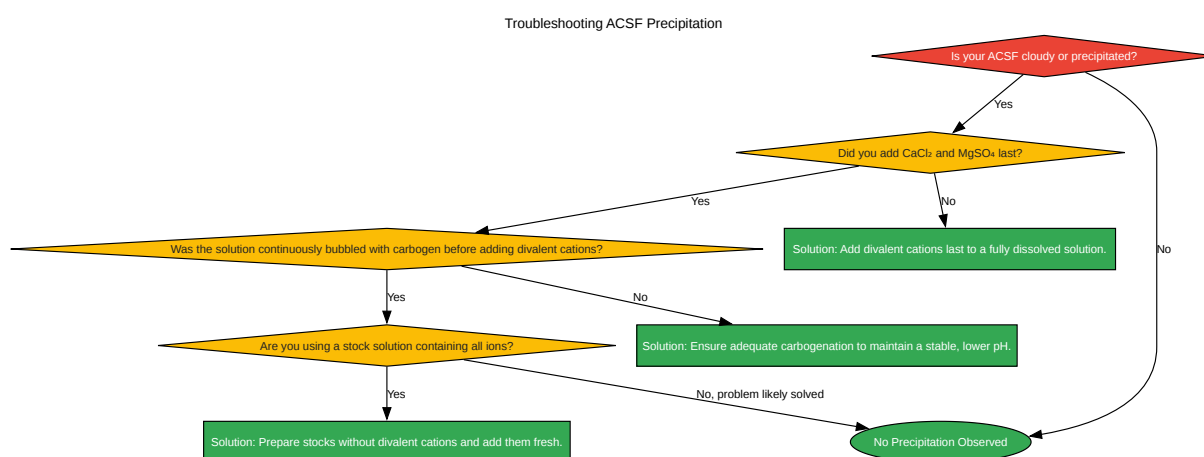 Troubleshooting ACSF Precipitation
Is your ACSF cloudy or precipitated?
Yes
Did you add CaCl₂ and MgSO₄ last?
Yes
No
No
Was the solution continuously bubbled with carbogen before adding divalent cations?
Solution: Add divalent cations last to a fully dissolved solution.
Yes
No
Are you using a stock solution containing all ions?
Solution: Ensure adequate carbogenation to maintain a stable, lower pH.
Yes
No, problem likely solved
Solution: Prepare stocks without divalent cations and add them fresh.
No Precipitation Observed